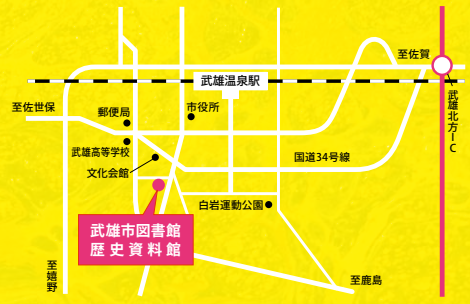 至佐賀
武雄温泉駅
武雄北方IC
至佐世保
郵便局
市役所
武雄高等学校
国道34号線
文化会館
白岩運動公園
武雄市図書館
歴史資料館
至嬉野
至鹿島